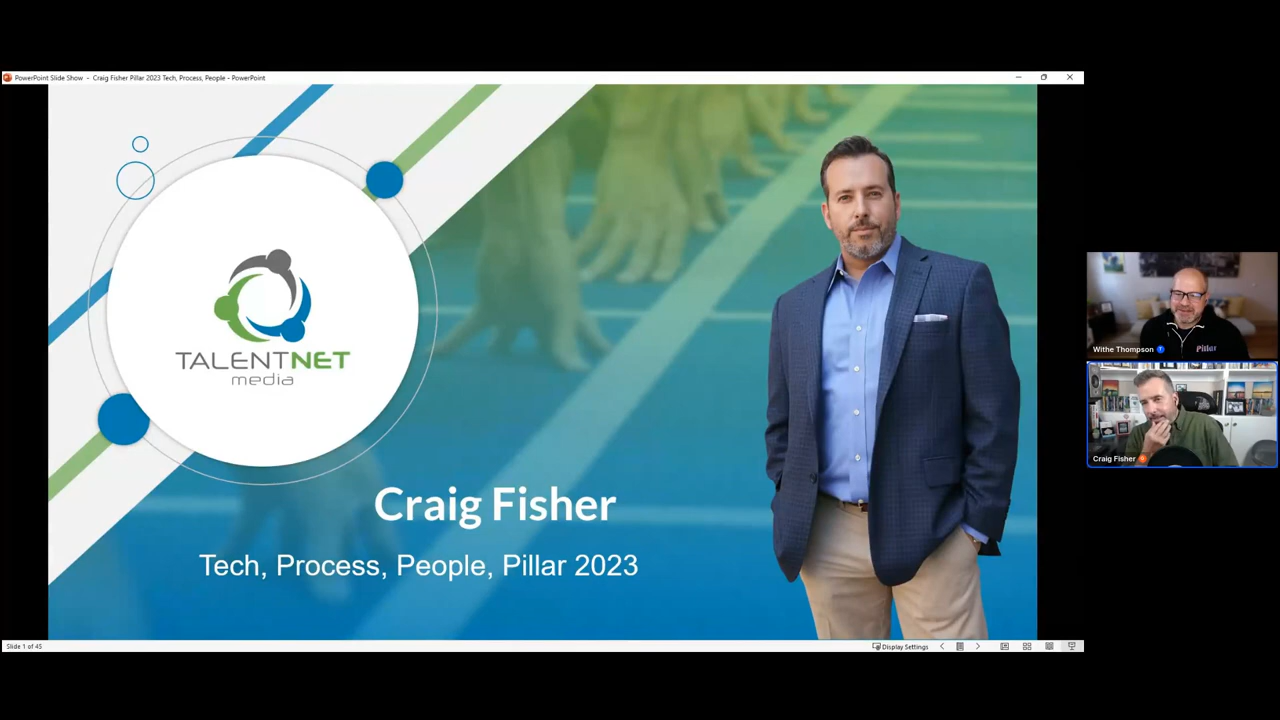 PowerPoint Slide Show - Craig Fisher Pillar 2023 Tech, Process, People - PowerPoint
TALENTNET
media
Craig Fisher
Tech, Process, People, Pillar 2023
Withe Thompson
Pillar
Craig Fisher
Slide 1 of 45
Display Settings